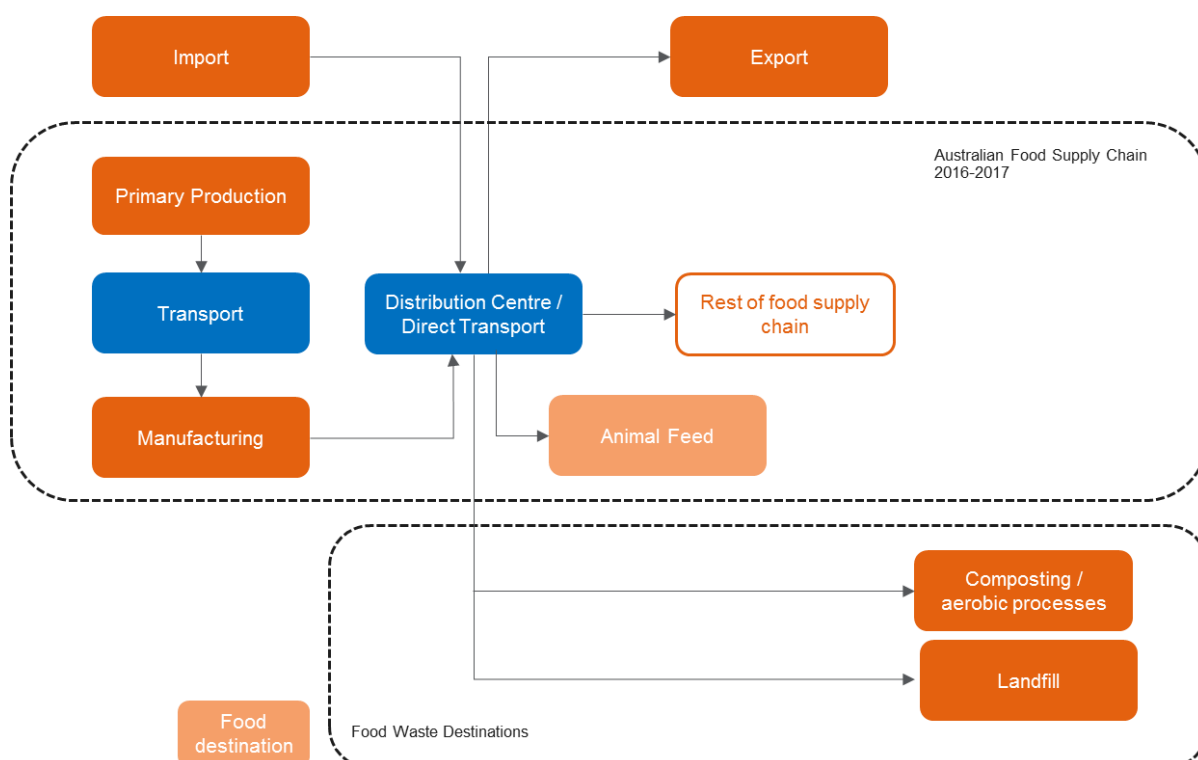 Import
Export
Australian Food Supply Chain
2016-2017
Primary Production
Transport
Distribution Centre /
Direct Transport
Rest of food supply
chain
Manufacturing
Animal Feed
Composting /
aerobic processes
Landfill
Food
destination
Food Waste Destinations